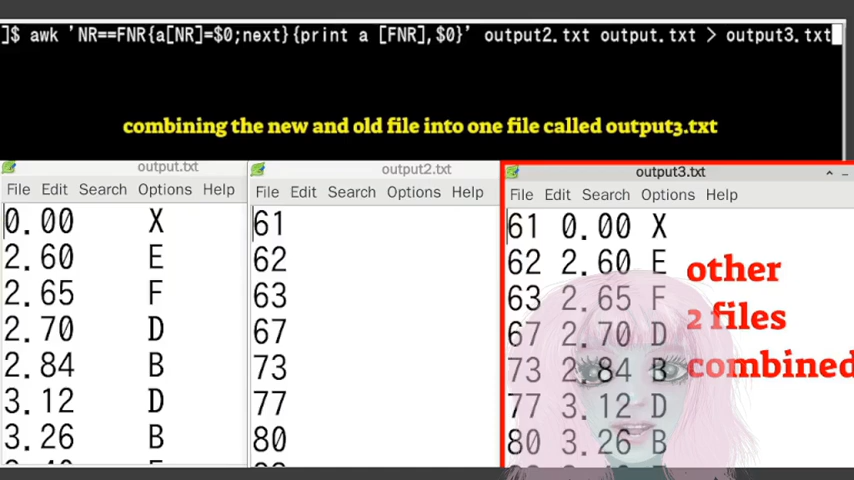 ]$ awk 'NR==FNR{a[NR]=$0;next}{print a [FNR],$0}' output2.txt output.txt > output3.txt
combining the new and old file into one file called output3.txt
output.txt
File Edit Search Options Help
0.00 X
2.60 E
2.65 F
2.70 D
2.84 B
3.12 D
3.26 B
output2.txt
File Edit Search Options Help
61
62
63
67
73
77
80
output3.txt
File Edit Search Options Help
61 0.00 X
62 2.60 E
63 2.65 F
67 2.70 D
73 2.84 B
77 3.12 D
80 3.26 B
other
2 files
combined